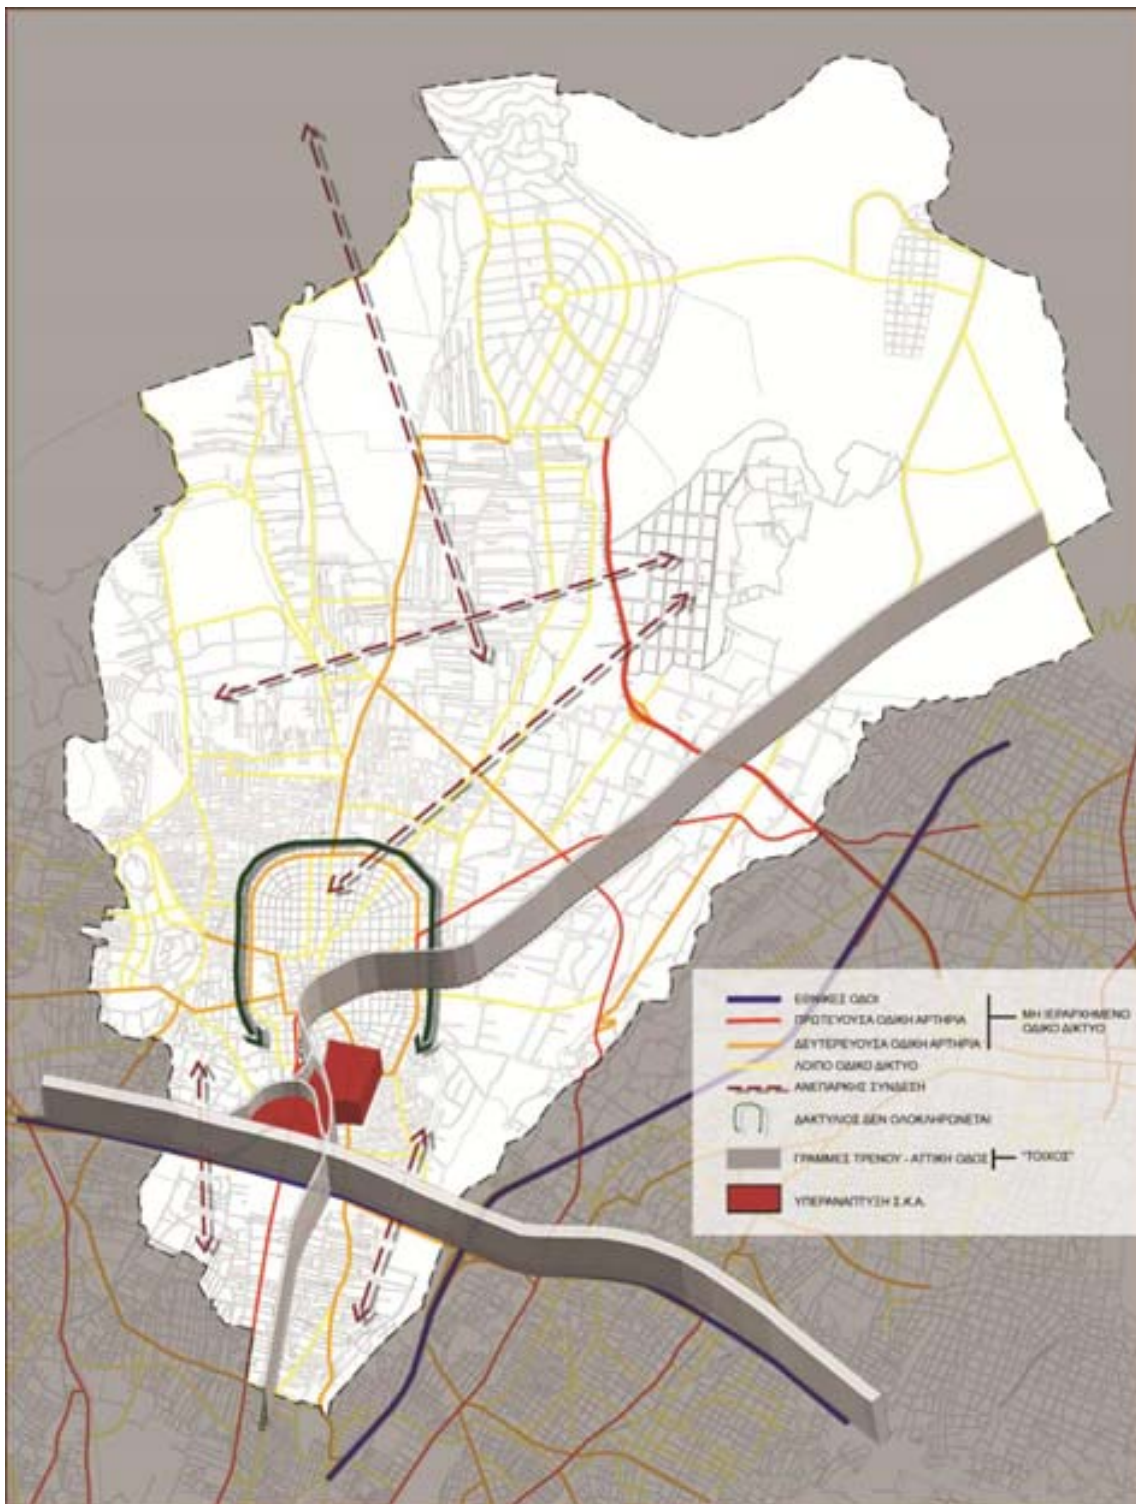 ΕΘΝΙΚΕΣ ΟΔΟΙ
ΠΡΩΤΕΥΟΥΣΑ ΟΔΙΚΗ ΑΡΤΗΡΙΑ
ΔΕΥΤΕΡΕΥΟΥΣΑ ΟΔΙΚΗ ΑΡΤΗΡΙΑ
ΜΗ ΙΕΡΑΡΧΗΜΕΝΟ
ΟΔΙΚΟ ΔΙΚΤΥΟ
ΛΟΙΠΟ ΟΔΙΚΟ ΔΙΚΤΥΟ
ΑΝΕΠΑΡΚΗΣ ΣΥΝΔΕΣΗ
ΔΑΚΤΥΛΙΟΣ ΔΕΝ ΟΛΟΚΛΗΡΩΝΕΤΑΙ
ΓΡΑΜΜΕΣ ΤΡΕΝΟΥ - ΑΤΤΙΚΗ ΟΔΟΣ
"ΤΟΙΧΟΣ"
ΥΠΕΡΑΝΑΠΤΥΞΗ Σ.Κ.Α.